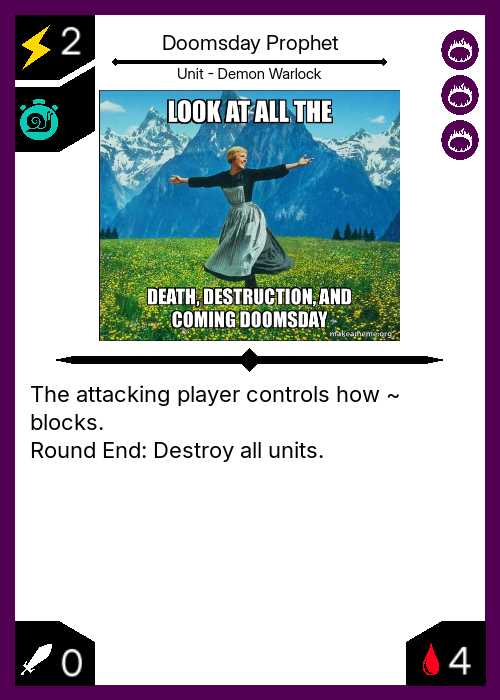 2
Doomsday Prophet
Unit - Demon Warlock
LOOK AT ALL THE
DEATH, DESTRUCTION, AND
COMING DOOMSDAY
makeameme.org
The attacking player controls how ~
blocks.
Round End: Destroy all units.
0
4